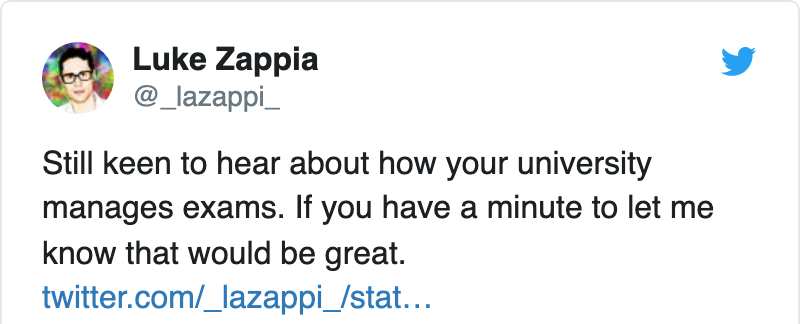 Luke Zappia
@_lazappi_
Still keen to hear about how your university
manages exams. If you have a minute to let me
know that would be great.
twitter.com/_lazappi_/stat…